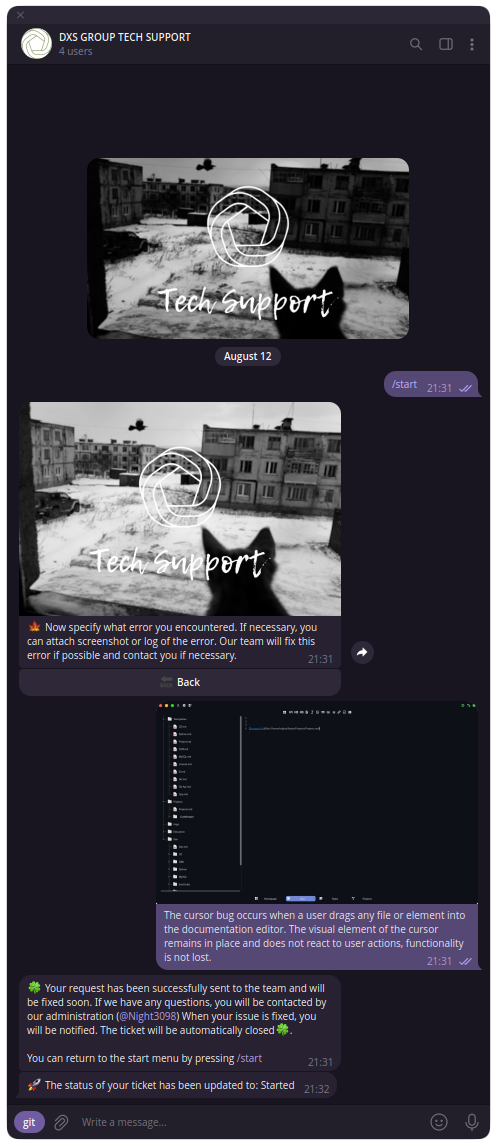 DXS GROUP TECH SUPPORT
4 users
Tech Support
August 12
/start 21:31
Tech Support
🍁 Now specify what error you encountered. If necessary, you
can attach screenshot or log of the error. Our team will fix this
error if possible and contact you if necessary.
21:31
Back
The cursor bug occurs when a user drags any file or element into
the documentation editor. The visual element of the cursor
remains in place and does not react to user actions, functionality
is not lost.
21:31
🍀 Your request has been successfully sent to the team and will
be fixed soon. If we have any questions, you will be contacted by
our administration (@Night3098) When your issue is fixed, you
will be notified. The ticket will be automatically closed🍀.
You can return to the start menu by pressing /start
21:31
🚀 The status of your ticket has been updated to: Started 21:32
git
Write a message...